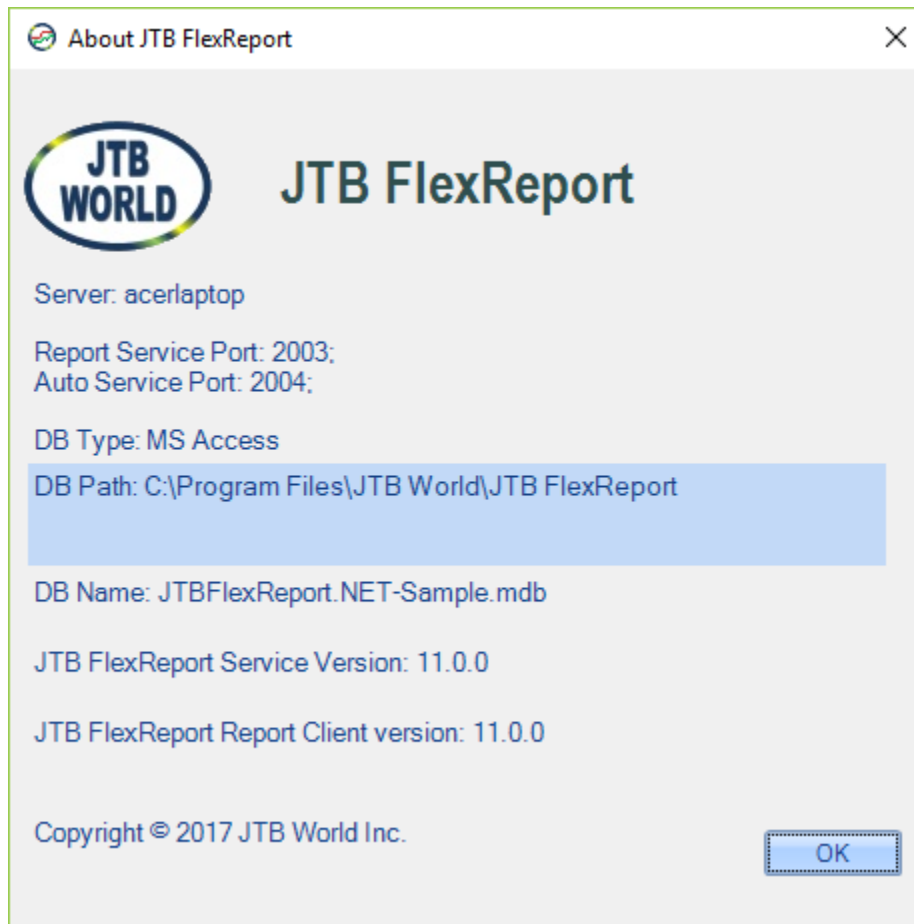 About JTB FlexReport
JTB
WORLD
JTB FlexReport
Server: acerlaptop
Report Service Port: 2003;
Auto Service Port: 2004;
DB Type: MS Access
DB Path: C:\Program Files\JTB World\JTB FlexReport
DB Name: JTBFlexReport.NET-Sample.mdb
JTB FlexReport Service Version: 11.0.0
JTB FlexReport Report Client version: 11.0.0
Copyright © 2017 JTB World Inc.
OK